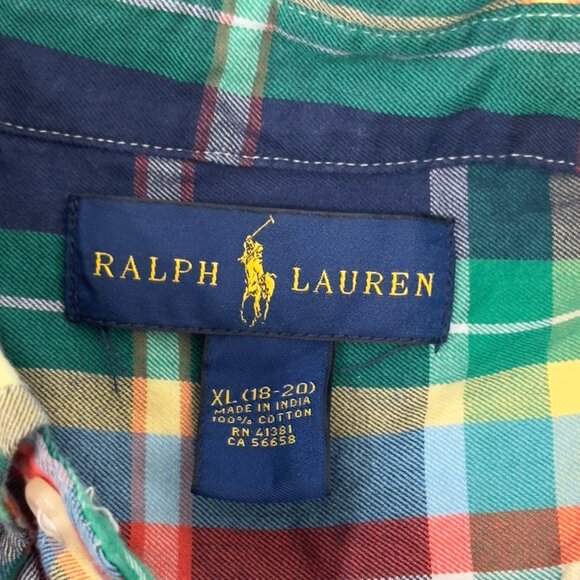 RALPH LAUREN
XL (18-20)
MADE IN INDIA
100% COTTON
RN 41381
CA 56658